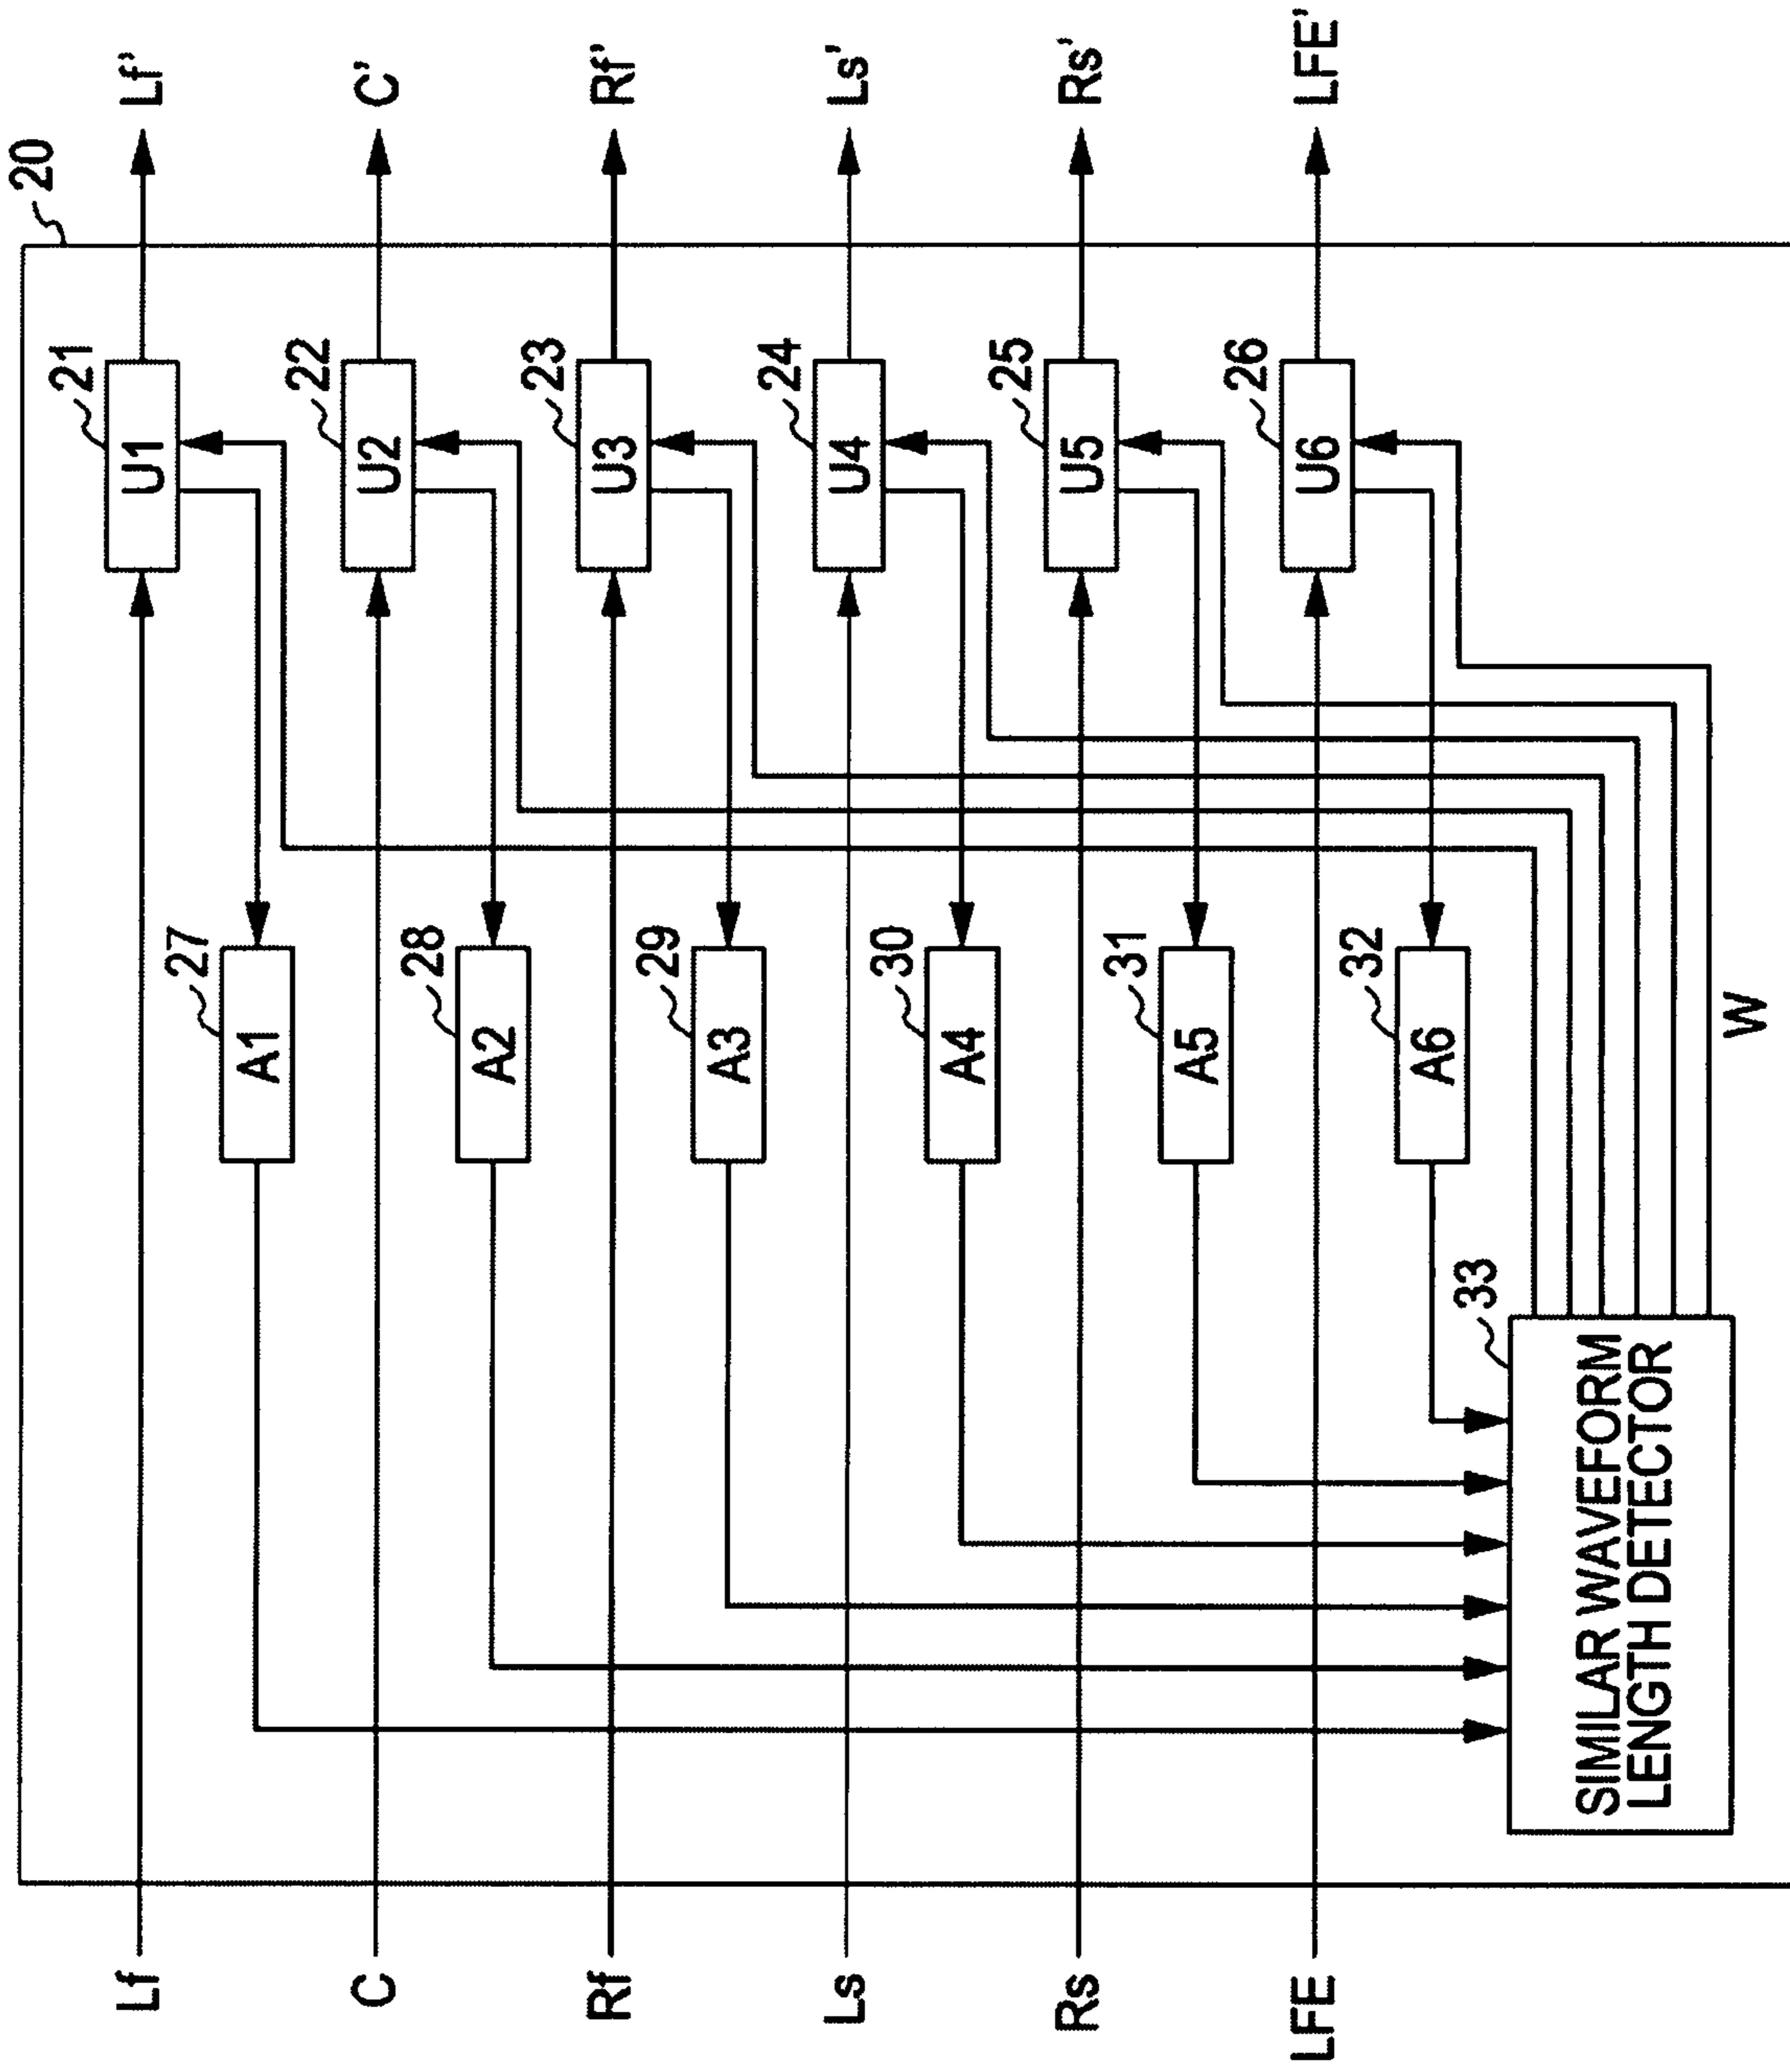 20
Lf
21
U1
Lf'
27
A1
C
22
U2
C'
28
A2
Rf
23
U3
Rf'
29
A3
Ls
24
U4
Ls'
30
A4
Rs
25
U5
Rs'
31
A5
LFE
26
U6
LFE'
32
A6
33
SIMILAR WAVEFORM
LENGTH DETECTOR
W